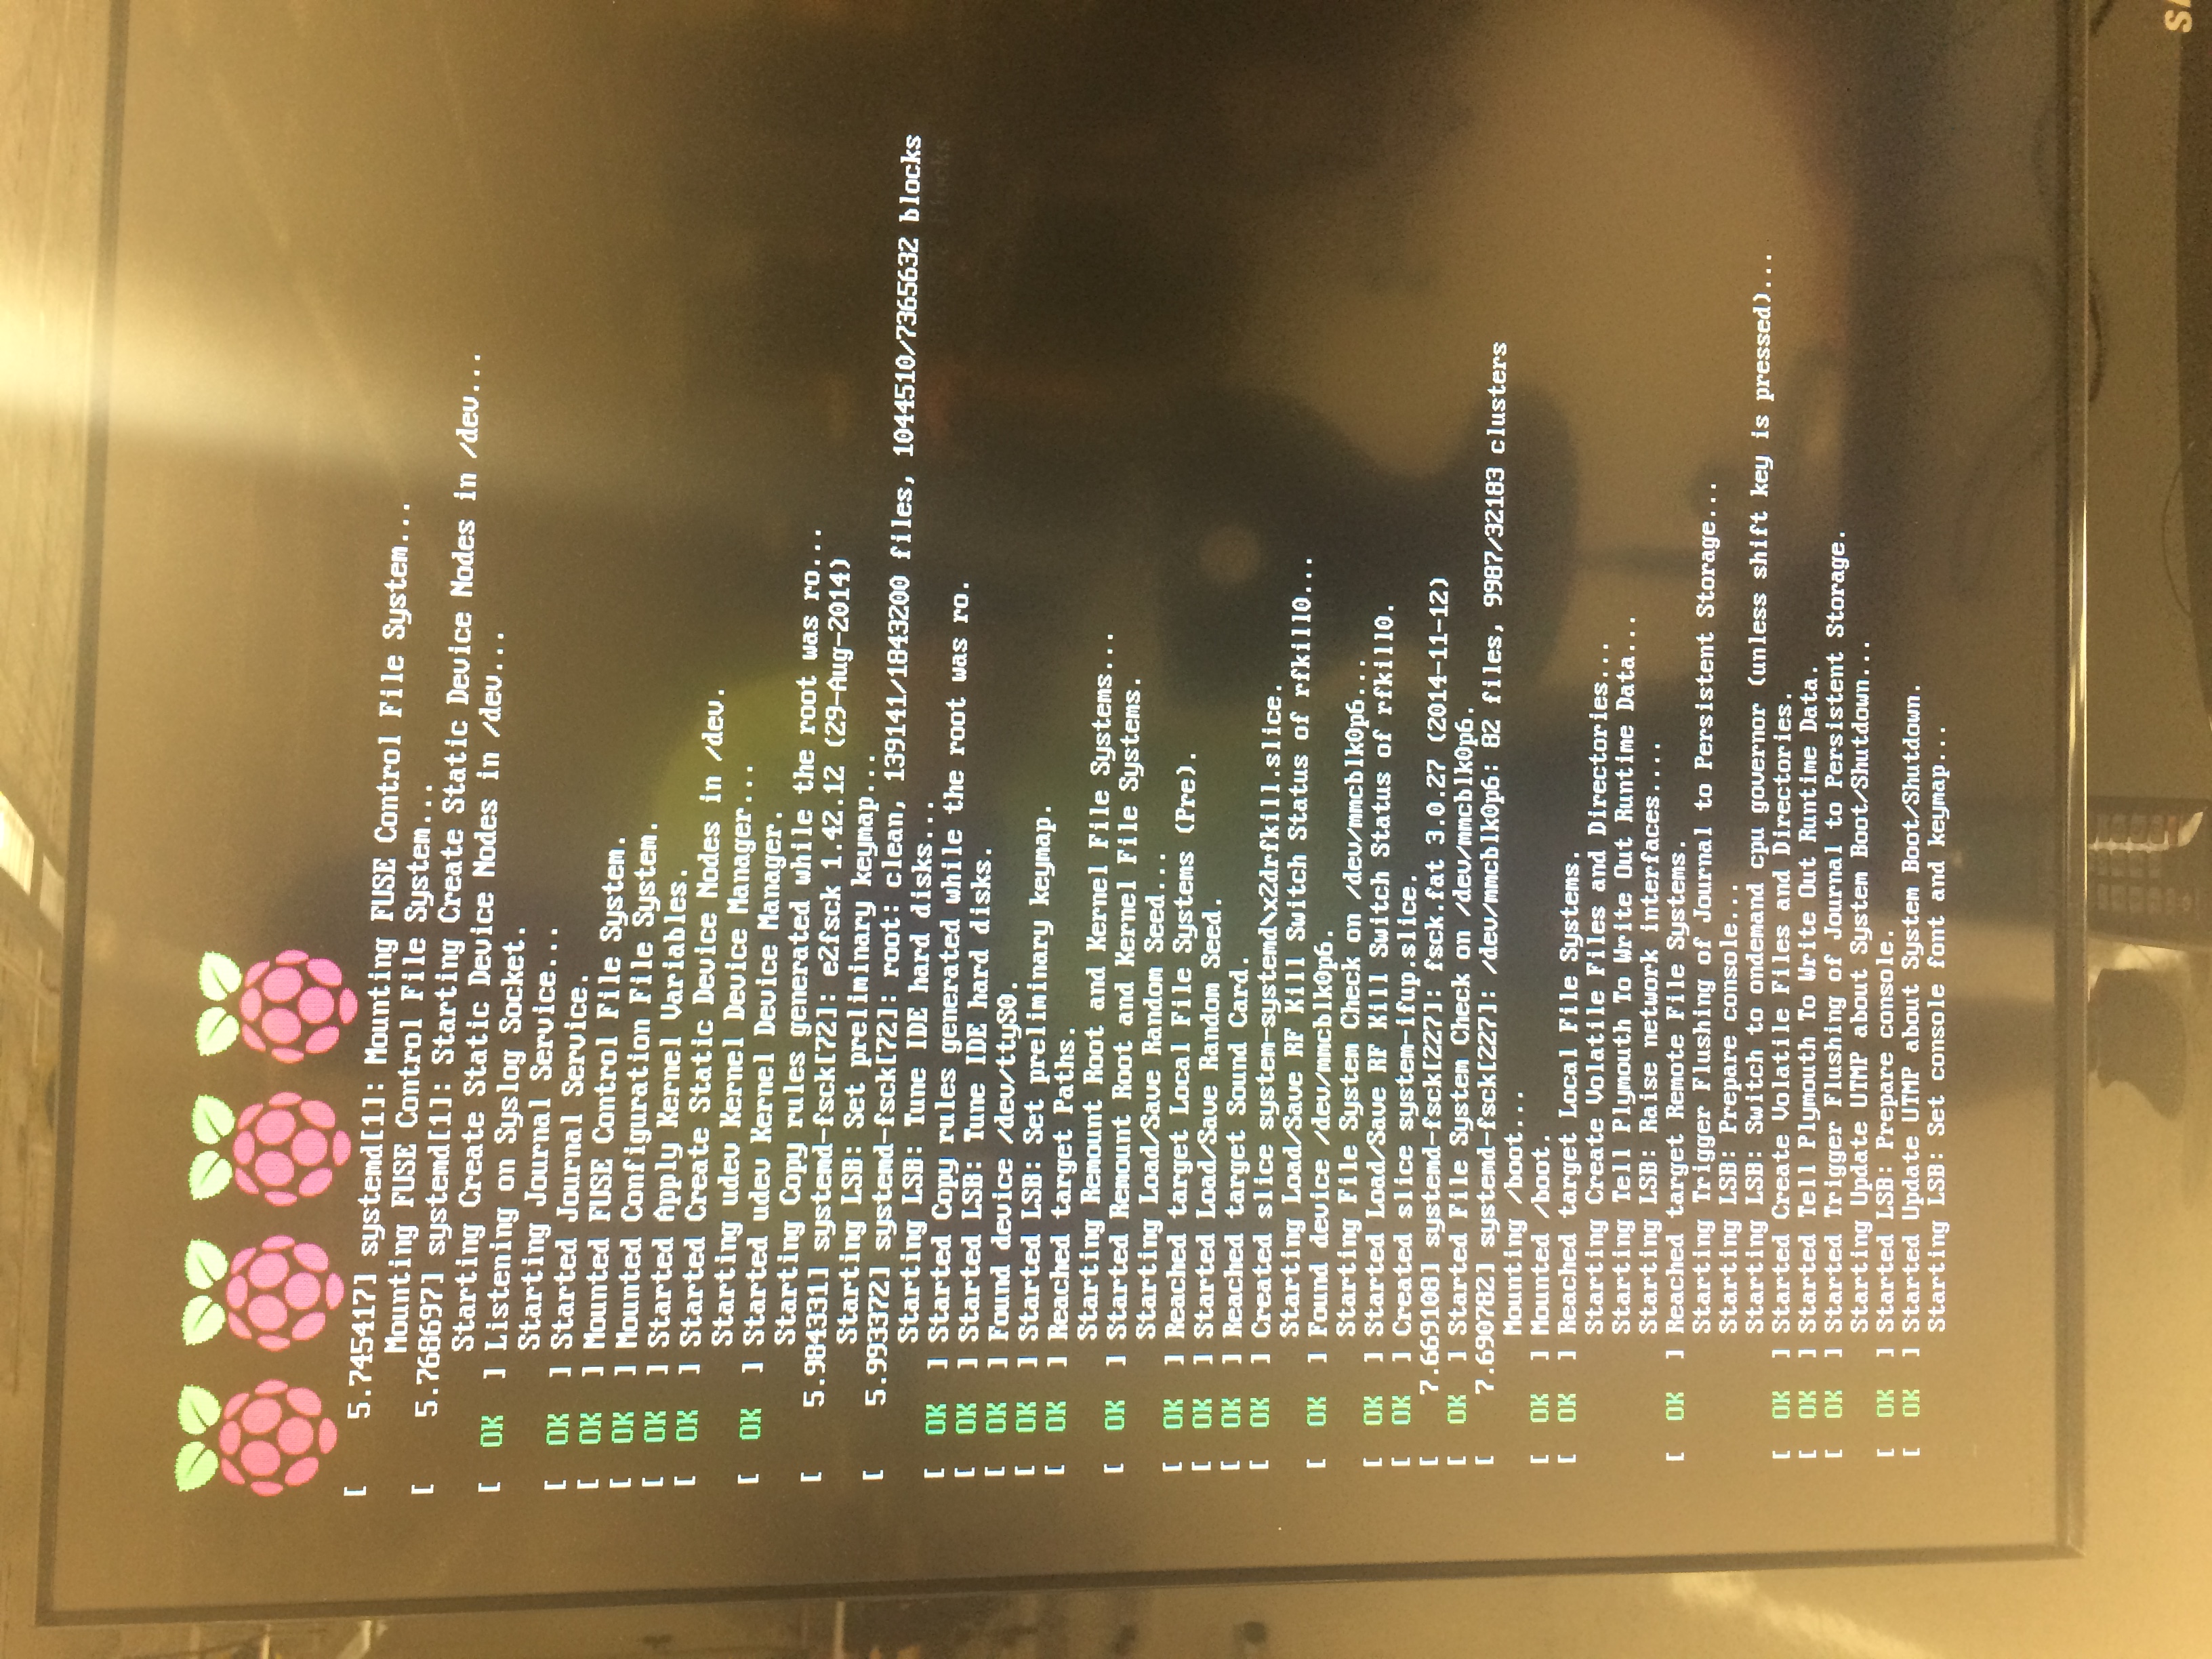 [    5.745417] systemd[1]: Mounting FUSE Control File System...
         Mounting FUSE Control File System...
[    5.768697] systemd[1]: Starting Create Static Device Nodes in /dev...
         Starting Create Static Device Nodes in /dev...
[  OK  ] Listening on Syslog Socket.
         Starting Journal Service...
[  OK  ] Started Journal Service.
[  OK  ] Mounted FUSE Control File System.
[  OK  ] Mounted Configuration File System.
[  OK  ] Started Apply Kernel Variables.
[  OK  ] Started Create Static Device Nodes in /dev.
         Starting udev Kernel Device Manager...
[  OK  ] Started udev Kernel Device Manager.
         Starting Copy rules generated while the root was ro...
[    5.984331] systemd-fsck[72]: e2fsck 1.42.12 (29-Aug-2014)
         Starting LSB: Set preliminary keymap...
[    5.993372] systemd-fsck[72]: root: clean, 139141/1843200 files, 1044510/7365632 blocks
         Starting LSB: Tune IDE hard disks...
[  OK  ] Started Copy rules generated while the root was ro.
[  OK  ] Started LSB: Tune IDE hard disks.
[  OK  ] Found device /dev/ttyS0.
[  OK  ] Started LSB: Set preliminary keymap.
[  OK  ] Reached target Paths.
         Starting Remount Root and Kernel File Systems...
[  OK  ] Started Remount Root and Kernel File Systems.
         Starting Load/Save Random Seed...
[  OK  ] Reached target Local File Systems (Pre).
[  OK  ] Started Load/Save Random Seed.
[  OK  ] Reached target Sound Card.
[  OK  ] Created slice system-systemd\x2drfkill.slice.
         Starting Load/Save RF Kill Switch Status of rfkill0...
[  OK  ] Found device /dev/mmcblk0p6.
         Starting File System Check on /dev/mmcblk0p6...
[  OK  ] Started Load/Save RF Kill Switch Status of rfkill0.
[  OK  ] Created slice system-ifup.slice.
[    7.669108] systemd-fsck[227]: fsck.fat 3.0.27 (2014-11-12)
[  OK  ] Started File System Check on /dev/mmcblk0p6.
[    7.690782] systemd-fsck[227]: /dev/mmcblk0p6: 82 files, 9987/32183 clusters
         Mounting /boot...
[  OK  ] Mounted /boot.
[  OK  ] Reached target Local File Systems.
         Starting Create Volatile Files and Directories...
         Starting Tell Plymouth To Write Out Runtime Data...
         Starting LSB: Raise network interfaces....
[  OK  ] Reached target Remote File Systems.
         Starting Trigger Flushing of Journal to Persistent Storage...
         Starting LSB: Prepare console...
         Starting LSB: Switch to ondemand cpu governor (unless shift key is pressed)...
[  OK  ] Started Create Volatile Files and Directories.
[  OK  ] Started Tell Plymouth To Write Out Runtime Data.
[  OK  ] Started Trigger Flushing of Journal to Persistent Storage.
         Starting Update UTMP about System Boot/Shutdown...
[  OK  ] Started LSB: Prepare console.
[  OK  ] Started Update UTMP about System Boot/Shutdown.
         Starting LSB: Set console font and keymap...